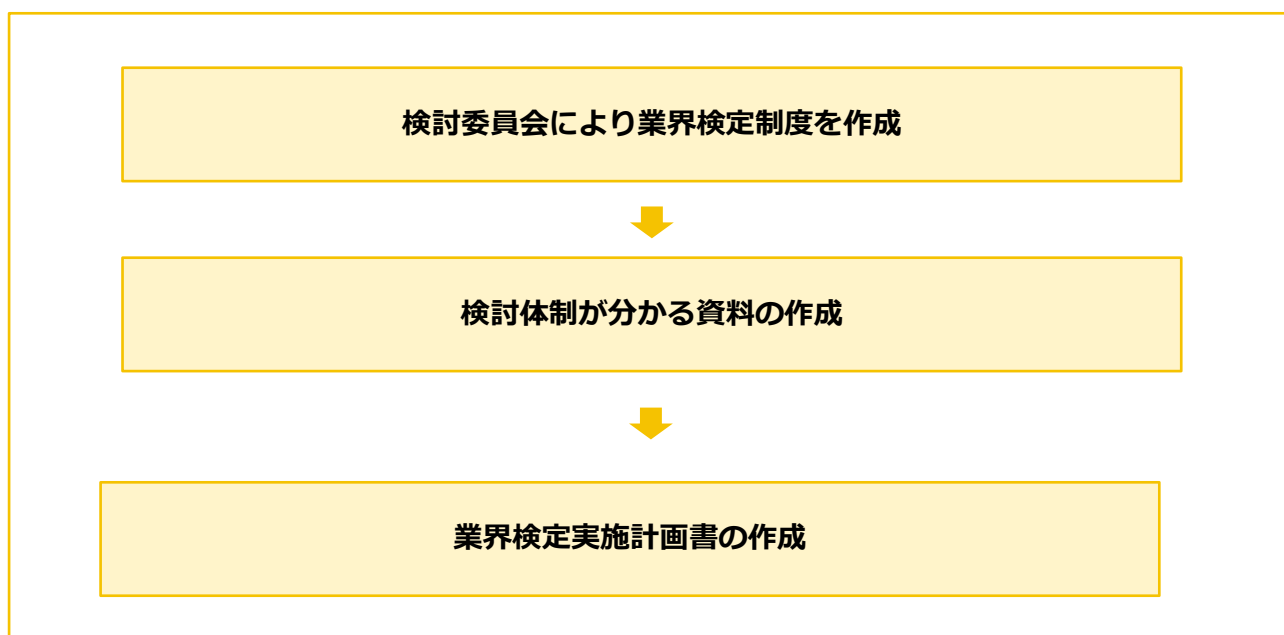 検討委員会により業界検定制度を作成
検討体制が分かる資料の作成
業界検定実施計画書の作成